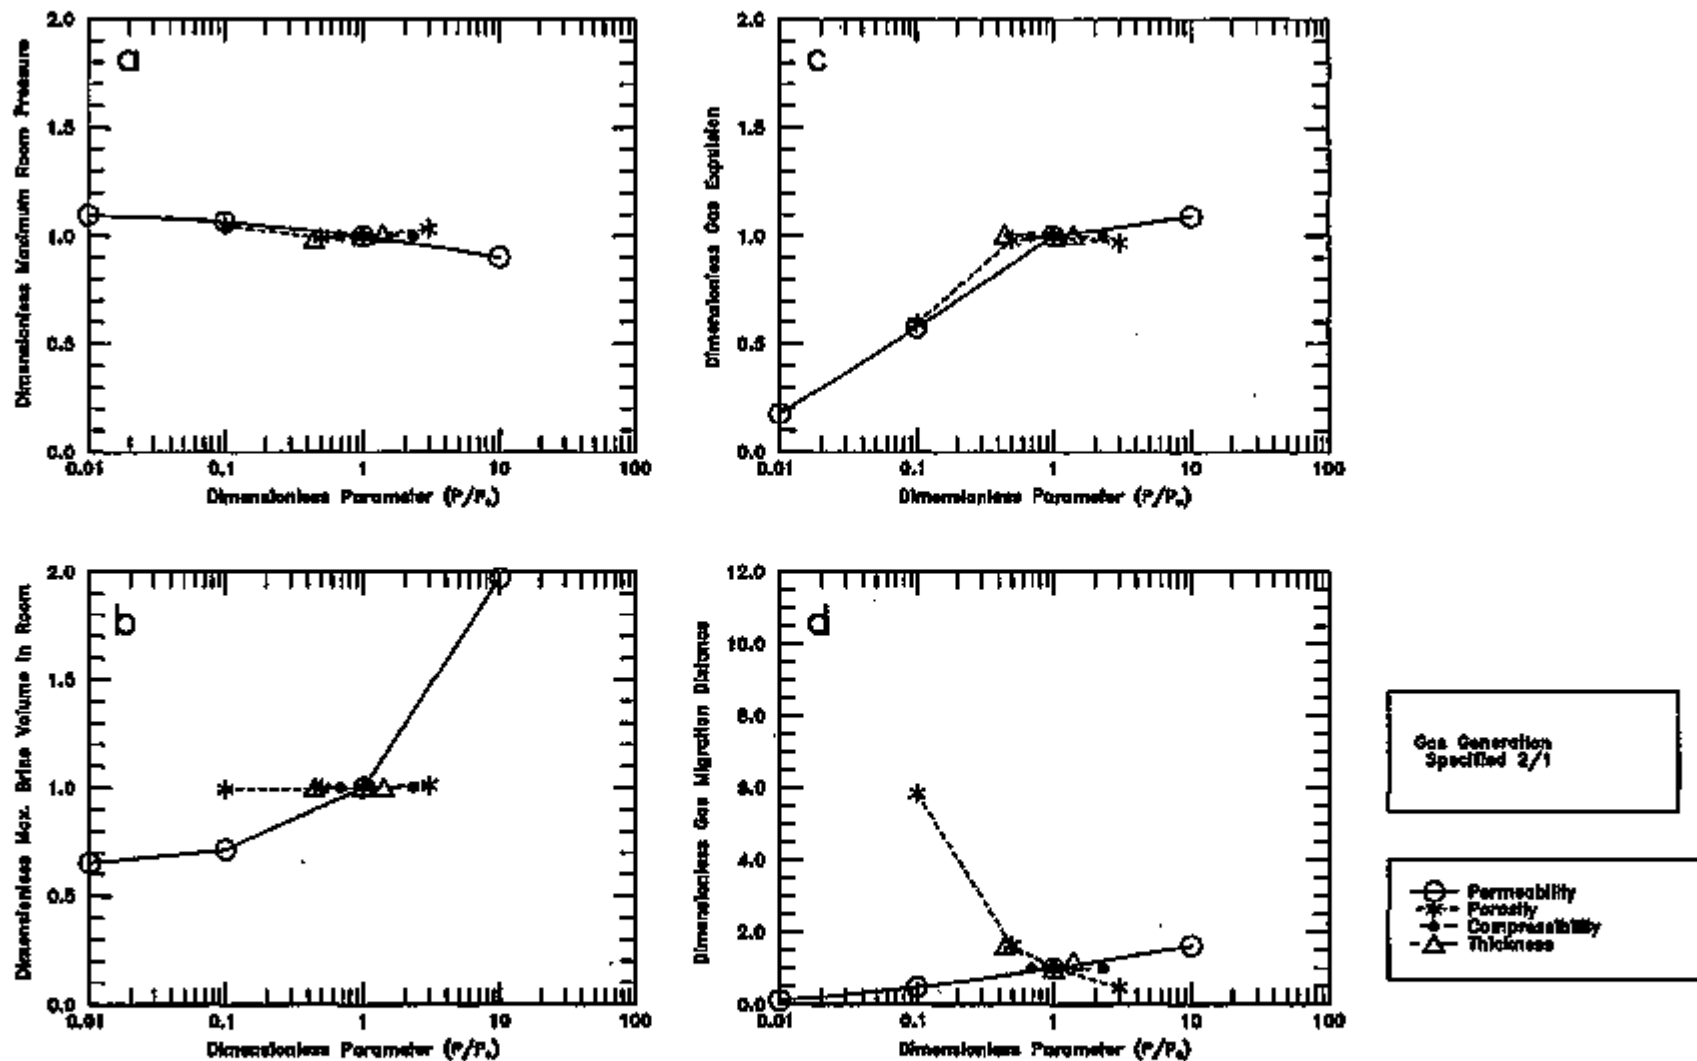 2.0
a
1.5
1.0
0.5
0.0
0.01 0.1 1 10 100
Dimensionless Maximum Room Pressure
Dimensionless Parameter (P/Pₒ)
2.0
c
1.5
1.0
0.5
0.0
0.01 0.1 1 10 100
Dimensionless Gas Expulsion
Dimensionless Parameter (P/Pₒ)
2.0
b
1.5
1.0
0.5
0.0
0.01 0.1 1 10 100
Dimensionless Max. Brine Volume in Room
Dimensionless Parameter (P/Pₒ)
12.0
d
10.0
8.0
6.0
4.0
2.0
0.0
0.01 0.1 1 10 100
Dimensionless Gas Migration Distance
Dimensionless Parameter (P/Pₒ)
Gas Generation
Specified 2/1
Permeability
Porosity
Compressibility
Thickness